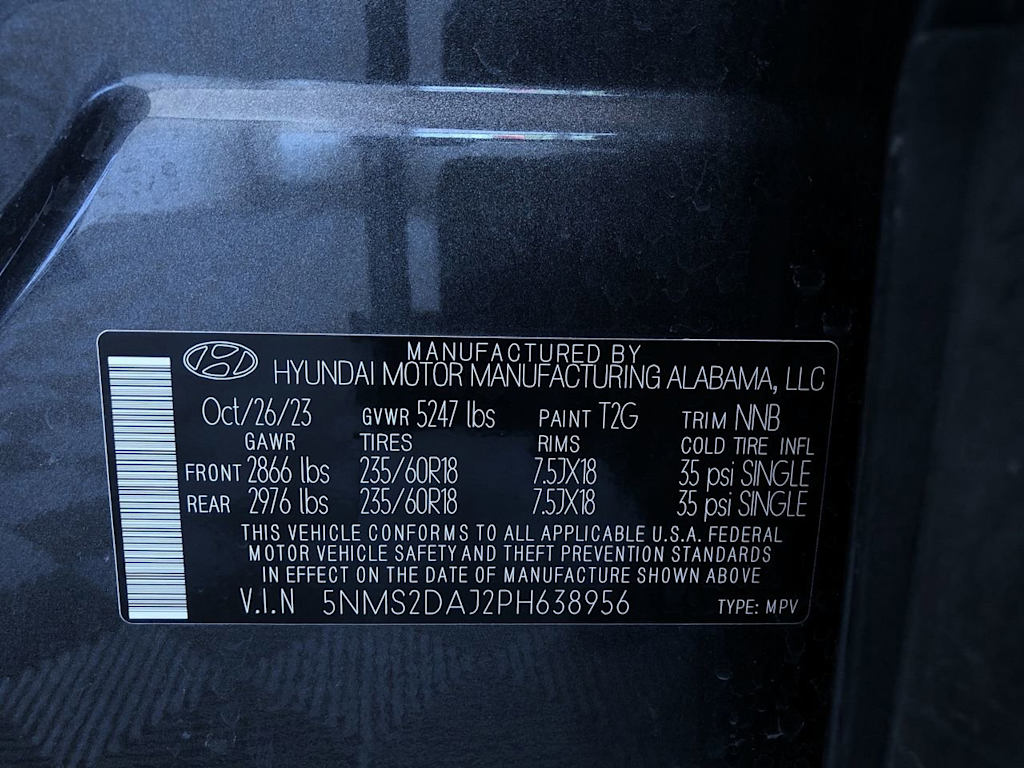 MANUFACTURED BY
HYUNDAI MOTOR MANUFACTURING ALABAMA, LLC
Oct/26/23 GVWR 5247 lbs PAINT T2G TRIM NNB
GAWR TIRES RIMS COLD TIRE INFL
FRONT 2866 lbs 235/60R18 7.5JX18 35 psi SINGLE
REAR 2976 lbs 235/60R18 7.5JX18 35 psi SINGLE
THIS VEHICLE CONFORMS TO ALL APPLICABLE U.S.A. FEDERAL
MOTOR VEHICLE SAFETY AND THEFT PREVENTION STANDARDS
IN EFFECT ON THE DATE OF MANUFACTURE SHOWN ABOVE
V.I.N 5NMS2DAJ2PH638956 TYPE: MPV